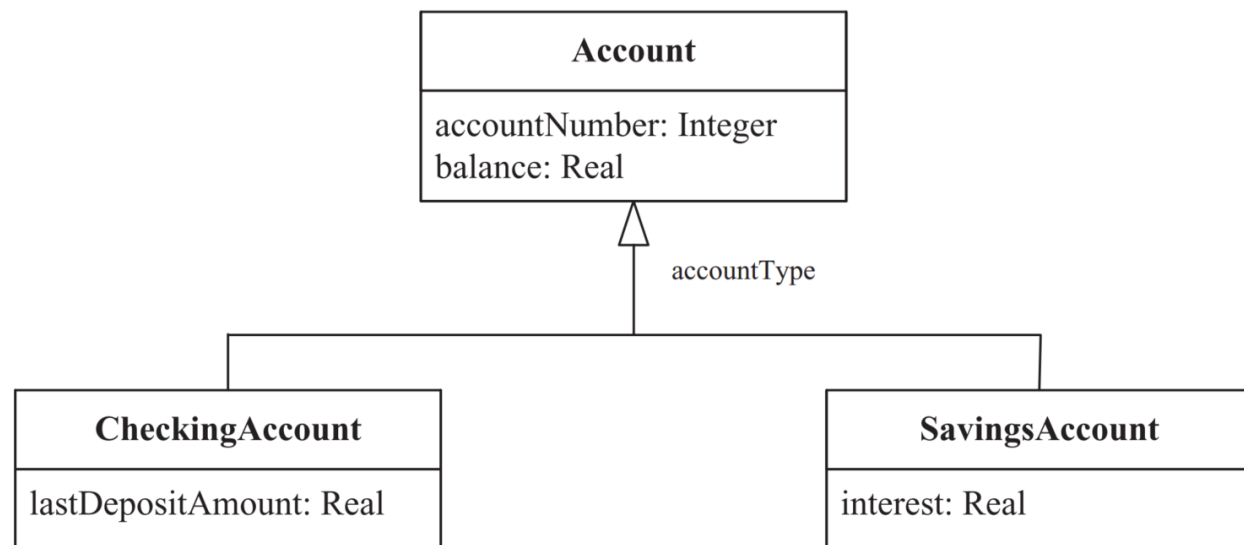 Account
accountNumber: Integer
balance: Real
accountType
CheckingAccount
lastDepositAmount: Real
SavingsAccount
interest: Real